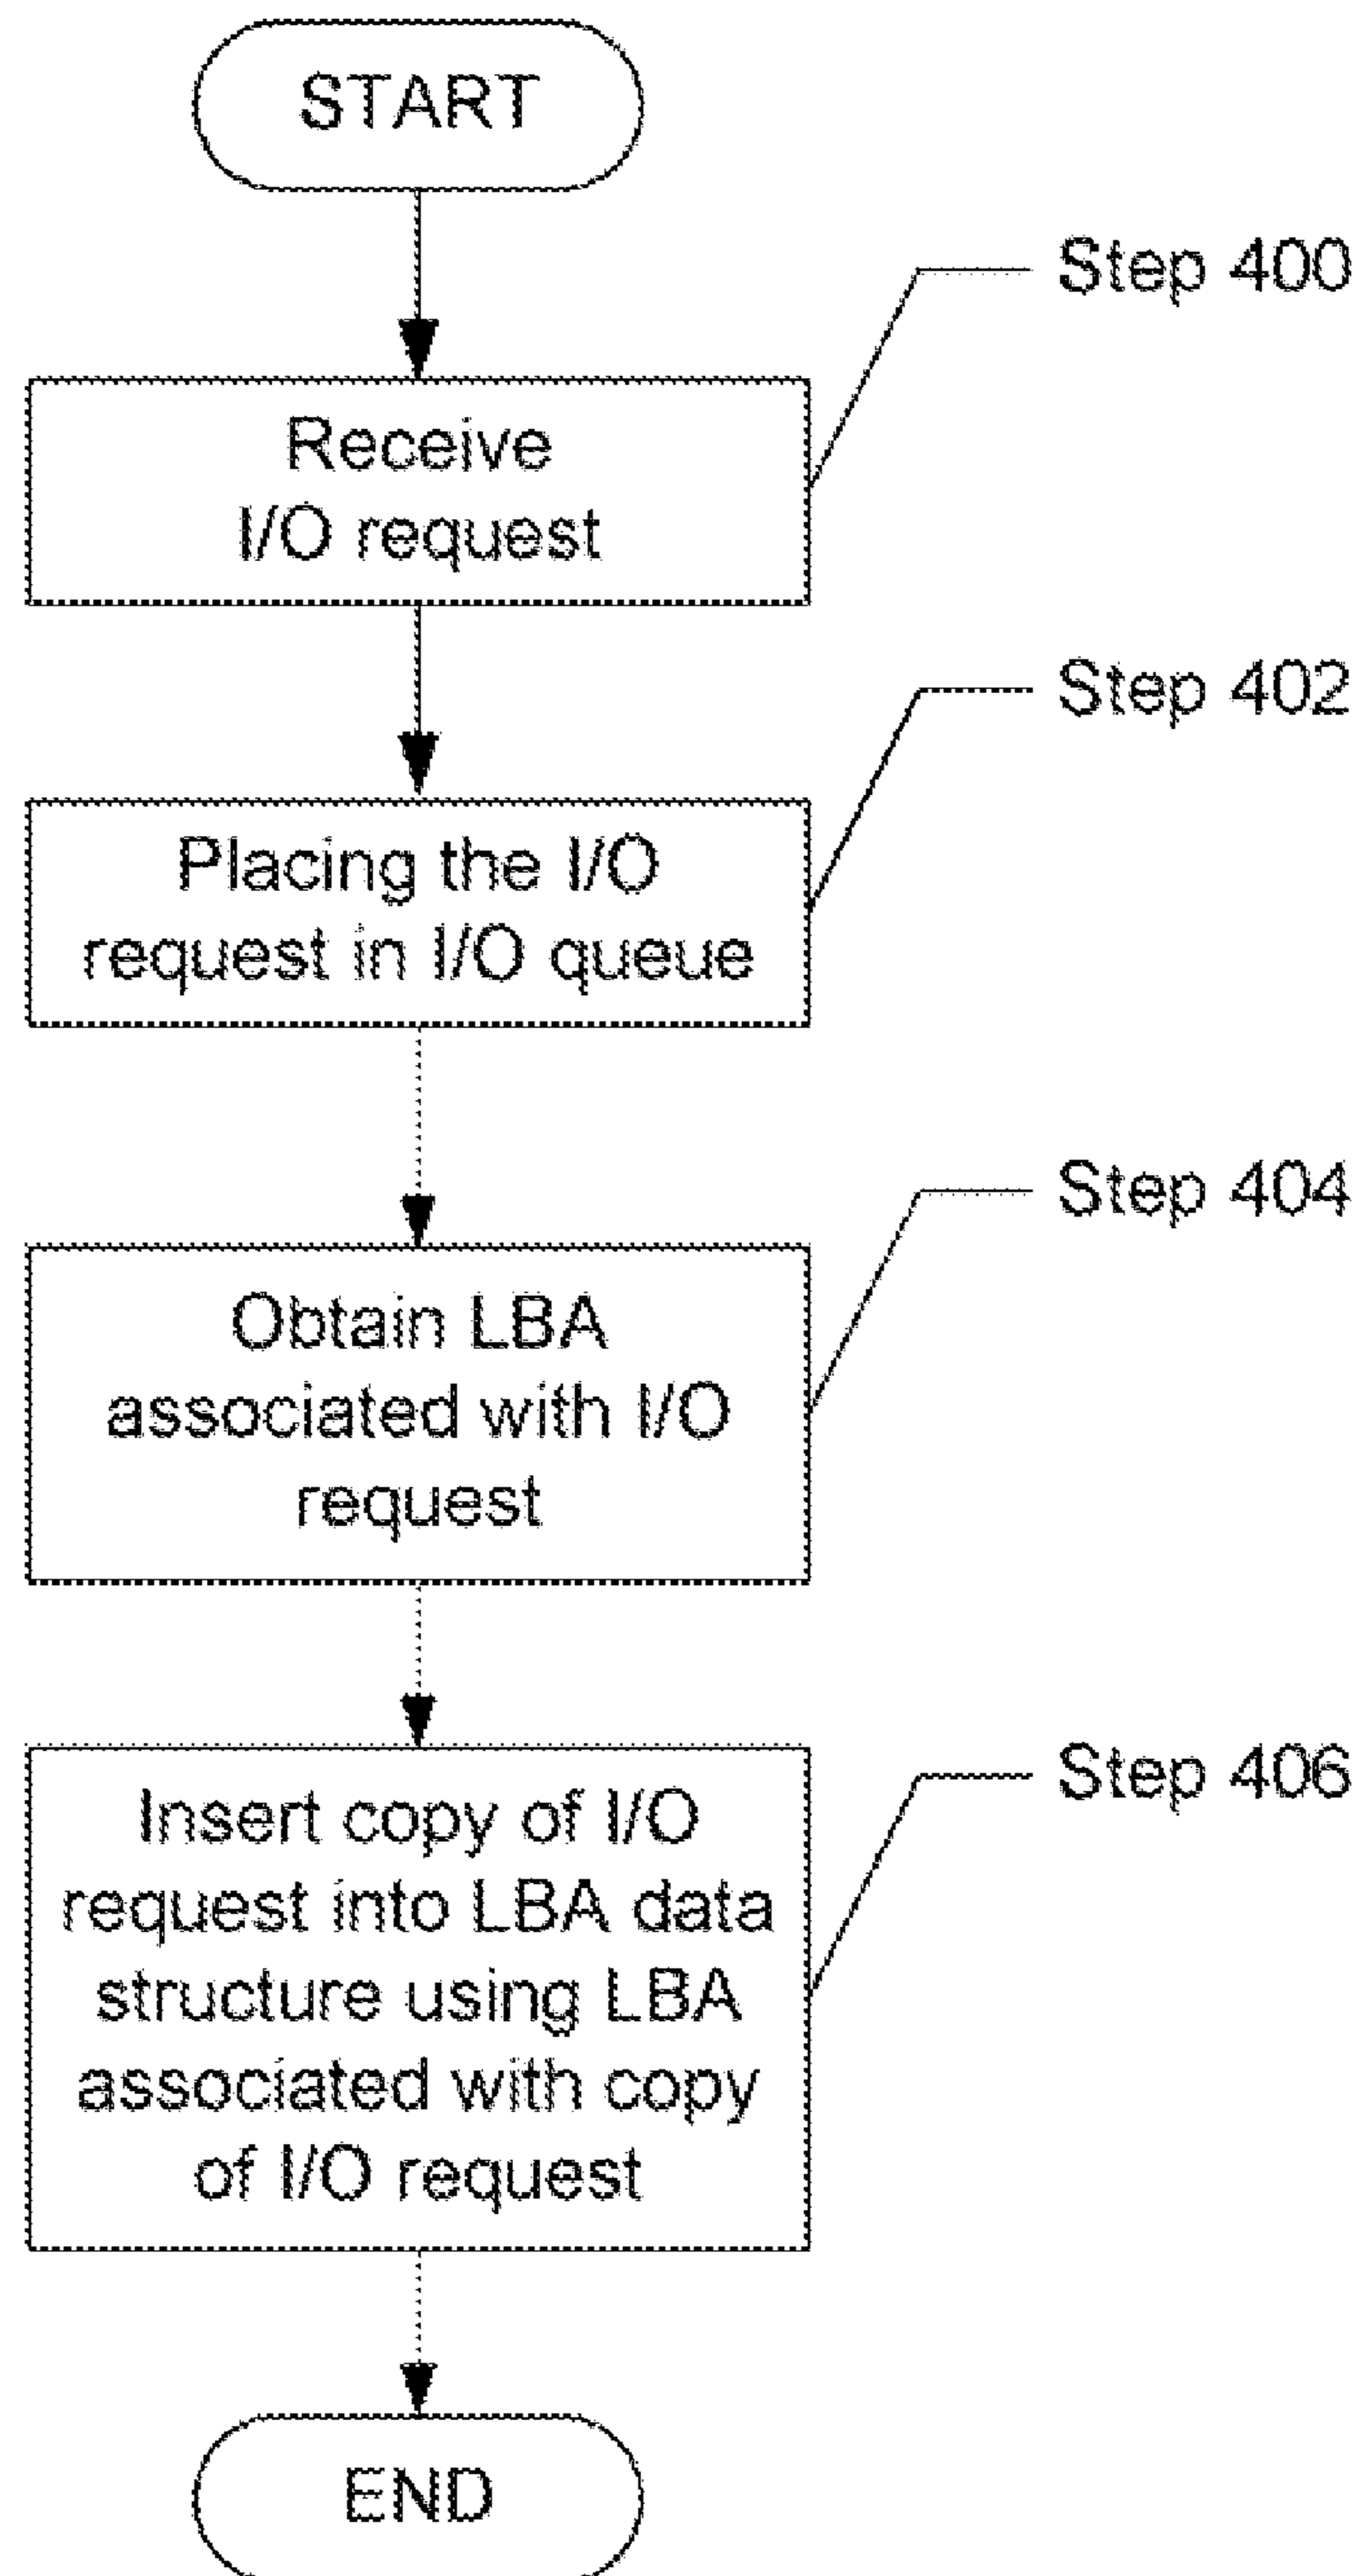 START
Step 400
Receive
I/O request
Step 402
Placing the I/O
request in I/O queue
Step 404
Obtain LBA
associated with I/O
request
Step 406
Insert copy of I/O
request into LBA data
structure using LBA
associated with copy
of I/O request
END